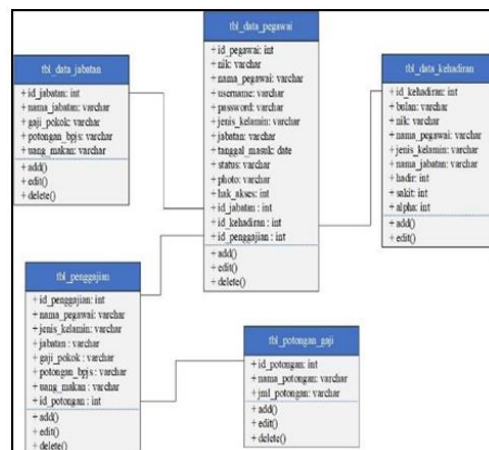 tbl_data_jabatan
+ id_jabatan: int
+ nama_jabatan: varchar
+ gaji_pokok: varchar
+ potongan_bpjs: varchar
+ uang_makan: varchar
+ add()
+ edit()
+ delete()
tbl_data_pegawai
+ id_pegawai: int
+ nik: varchar
+ nama_pegawai: varchar
+ username: varchar
+ password: varchar
+ jenis_kelamin: varchar
+ jabatan: varchar
+ tanggal_masuk: date
+ status: varchar
+ photo: varchar
+ hak_akses: int
+ id_jabatan : int
+ id_kehadiran : int
+ id_penggajian : int
+ add()
+ edit()
+ delete()
tbl_data_kehadiran
+ id_kehadiran: int
+ bulan: varchar
+ nik: varchar
+ nama_pegawai: varchar
+ jenis_kelamin: varchar
+ nama_jabatan: varchar
+ hadir: int
+ sakit: int
+ alpha: int
+ add()
+ edit()
tbl_penggajian
+ id_penggajian: int
+ nama_pegawai: varchar
+ jenis_kelamin: varchar
+ jabatan : varchar
+ gaji_pokok : varchar
+ potongan_bpjs : varchar
+ uang_makan : varchar
+ id_potongan : int
+ add()
+ edit()
+ delete()
tbl_potongan_gaji
+ id_potongan: int
+ nama_potongan: varchar
+ jml_potongan: varchar
+ add()
+ edit()
+ delete()